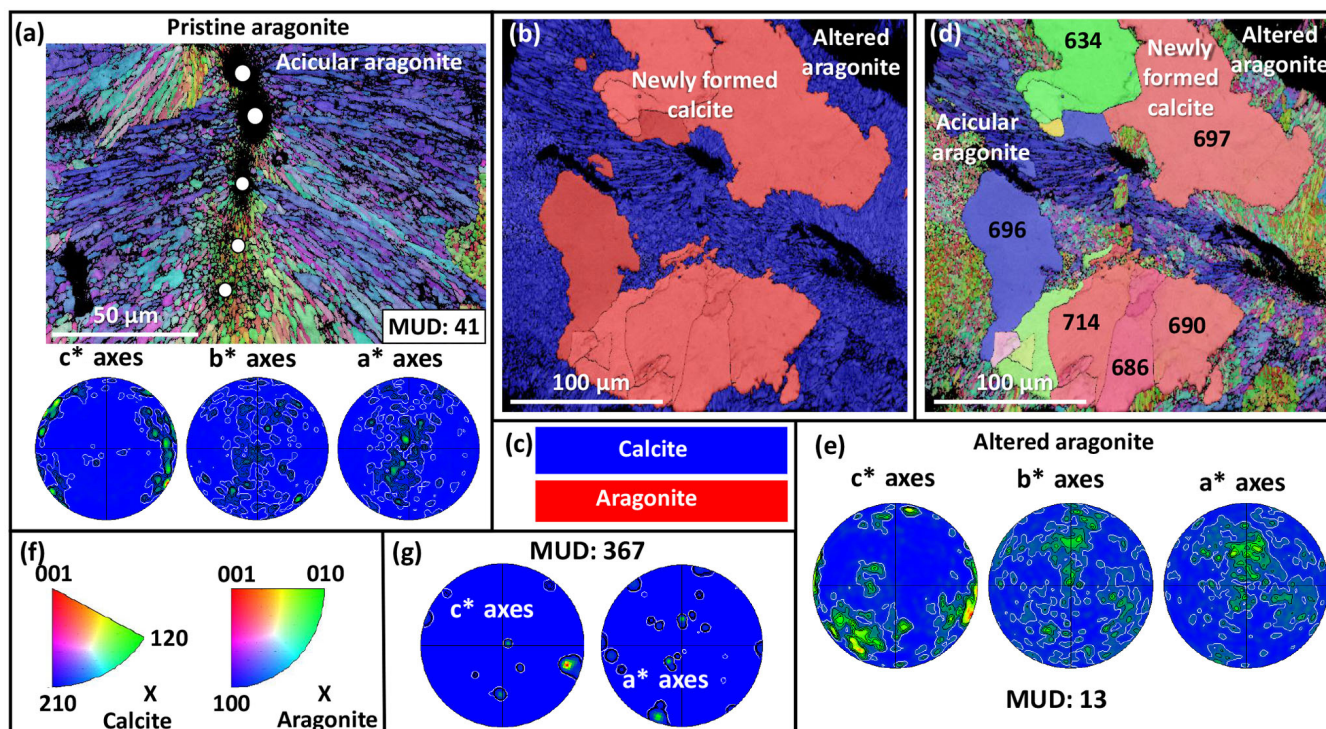 (a)
Pristine aragonite
Acicular aragonite
50 µm
MUD: 41
c* axes
b* axes
a* axes
(b)
Altered
aragonite
Newly formed
calcite
100 µm
(d)
634
Newly
formed
calcite
Altered
aragonite
697
Acicular
aragonite
696
714
690
686
100 µm
(c)
Calcite
Aragonite
(e)
Altered aragonite
c* axes
b* axes
a* axes
MUD: 13
(f)
001
120
210
X
Calcite
001
010
100
X
Aragonite
(g)
MUD: 367
c* axes
a* axes